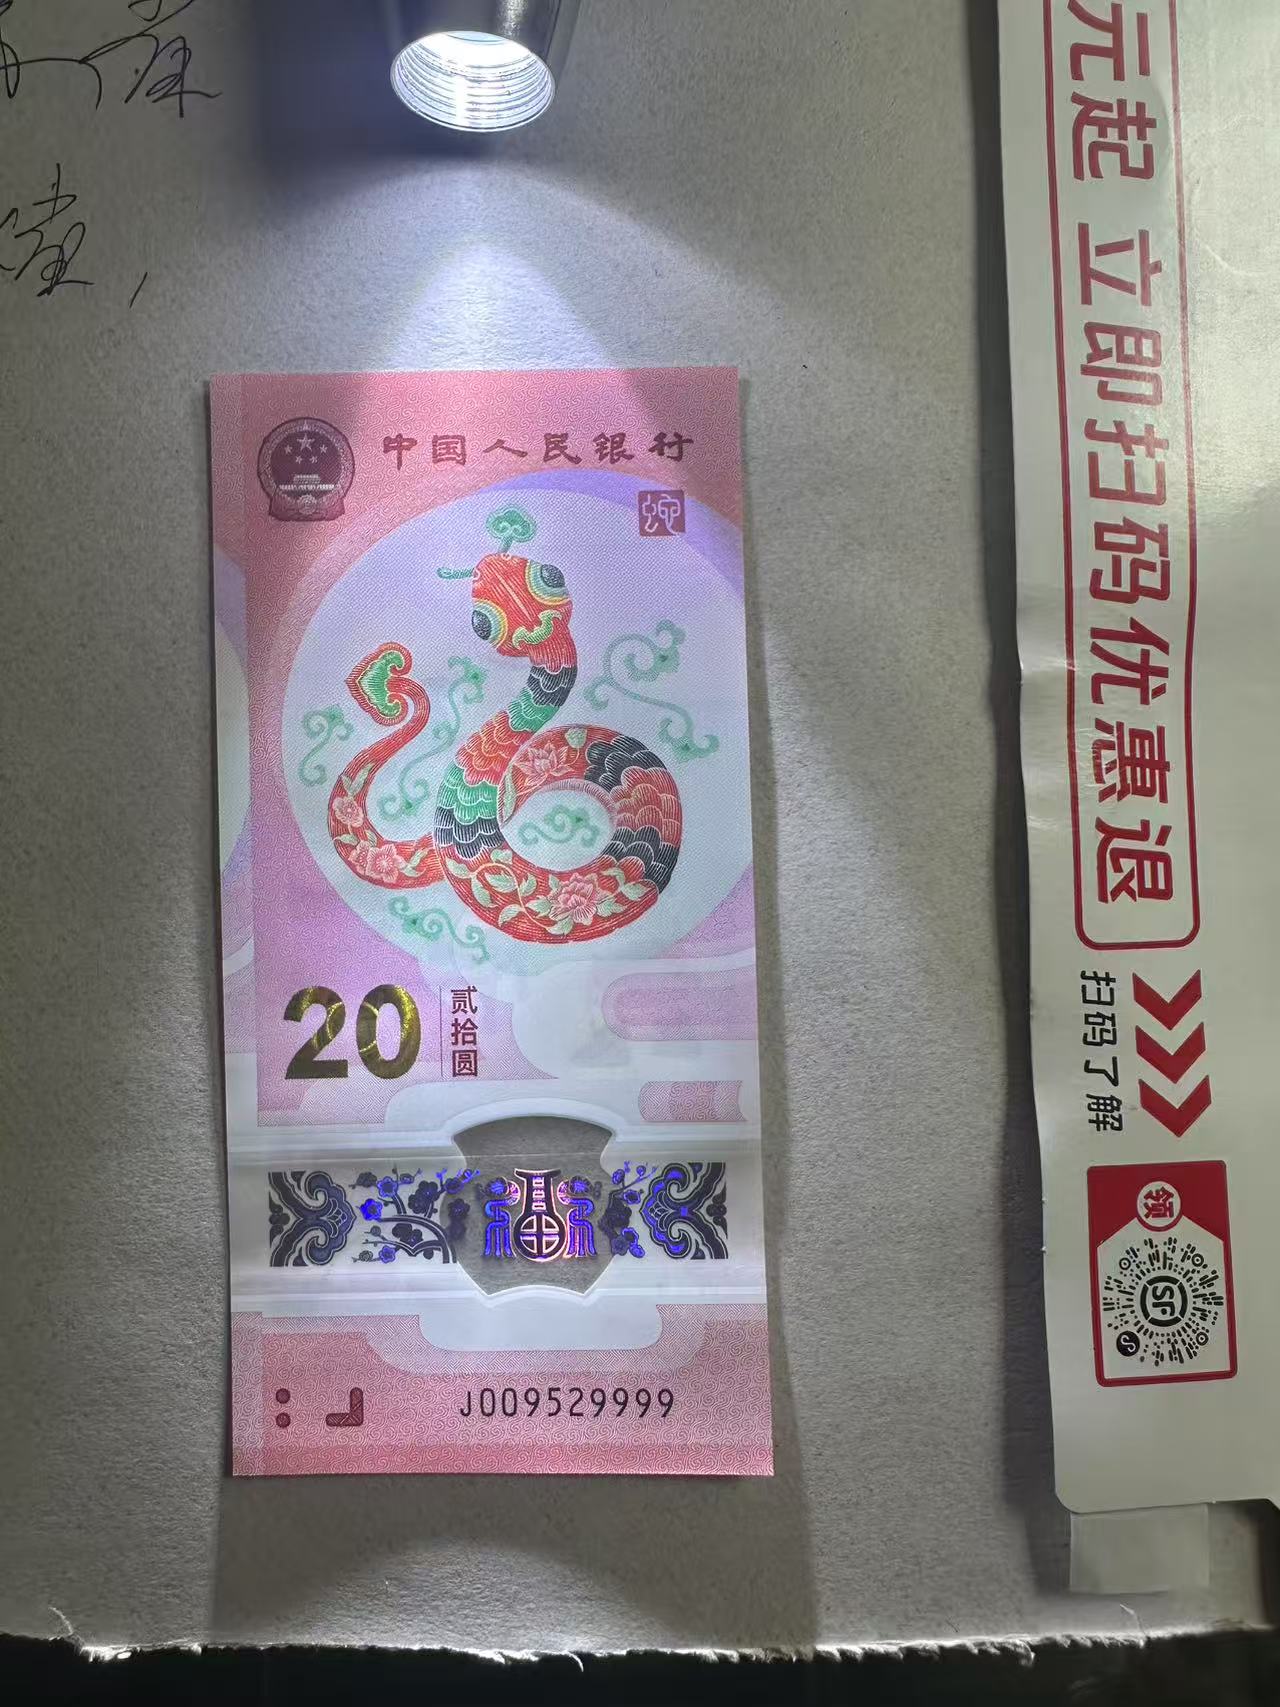 中国人民银行
蛇
20
贰拾圆
J009529999
元起 立即扫码优惠退
扫码了解
领
SF